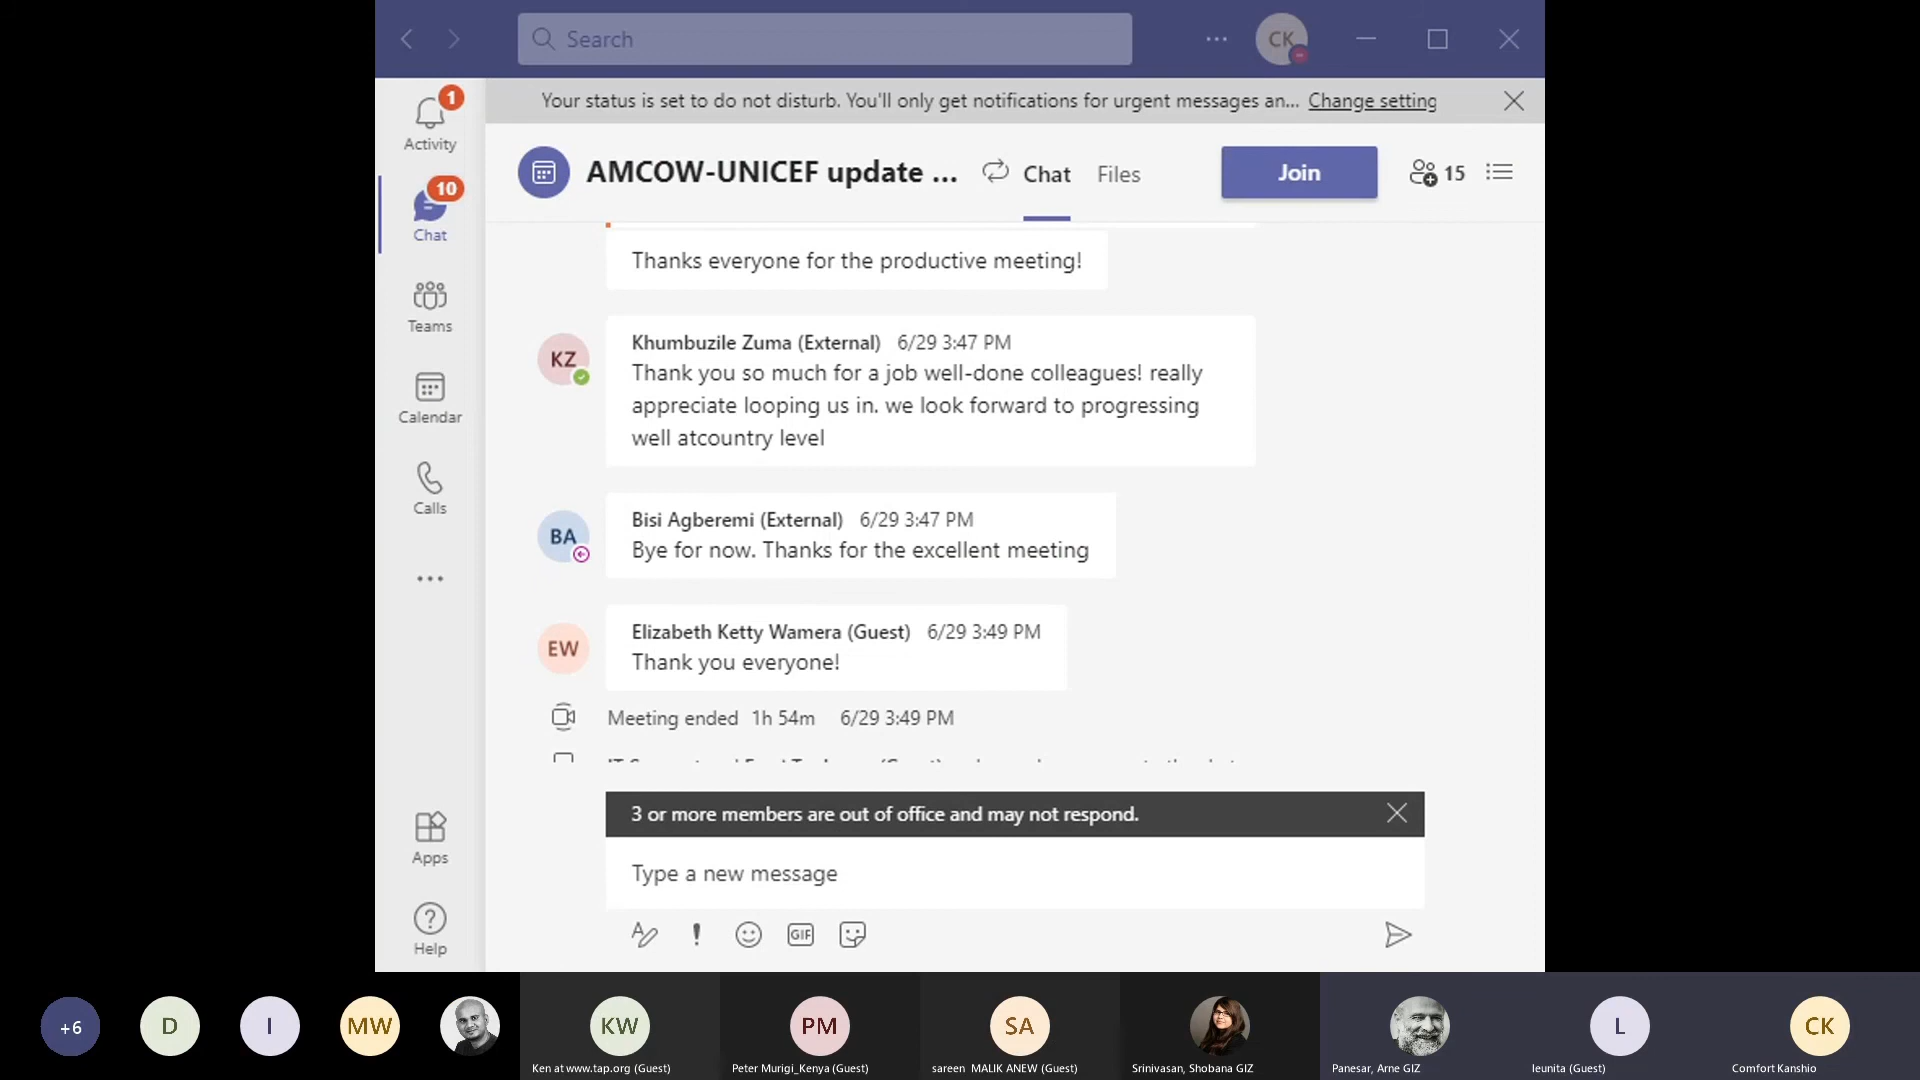 Search
CK
Your status is set to do not disturb. You'll only get notifications for urgent messages an... Change setting
1
Activity
10
Chat
Teams
Calendar
Calls
Apps
Help
AMCOW-UNICEF update ...
Chat
Files
Join
15
Thanks everyone for the productive meeting!
KZ
Khumbuzile Zuma (External) 6/29 3:47 PM
Thank you so much for a job well-done colleagues! really
appreciate looping us in. we look forward to progressing
well atcountry level
BA
Bisi Agberemi (External) 6/29 3:47 PM
Bye for now. Thanks for the excellent meeting
EW
Elizabeth Ketty Wamera (Guest) 6/29 3:49 PM
Thank you everyone!
Meeting ended 1h 54m 6/29 3:49 PM
3 or more members are out of office and may not respond.
Type a new message
GIF
+6
D
I
MW
KW
PM
SA
L
CK
Ken at www.tap.org (Guest)
Peter Murigi_Kenya (Guest)
sareen MALIK ANEW (Guest)
Srinivasan, Shobana GIZ
Panesar, Arne GIZ
leunita (Guest)
Comfort Kanshio